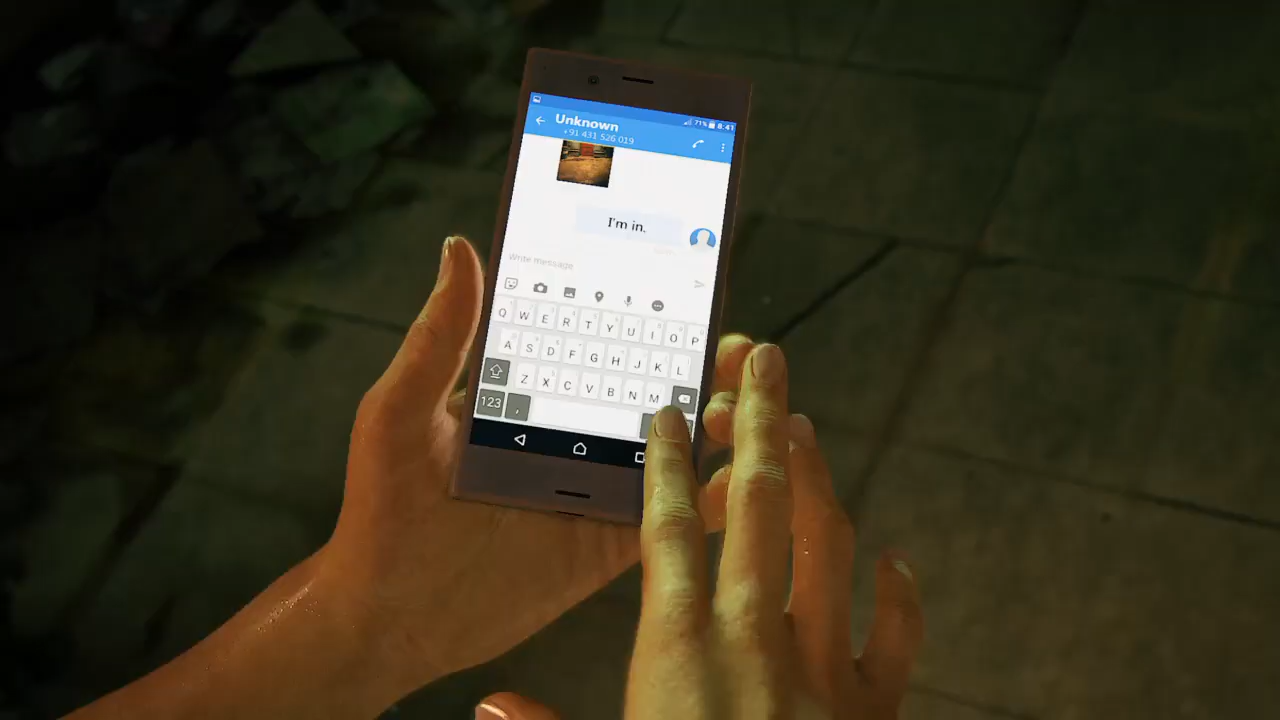 71% 8:41
Unknown
+91 431 526 019
I'm in.
Write message
Q W E R T Y U I O P
A S D F G H J K L
Z X C V B N M
123 ,